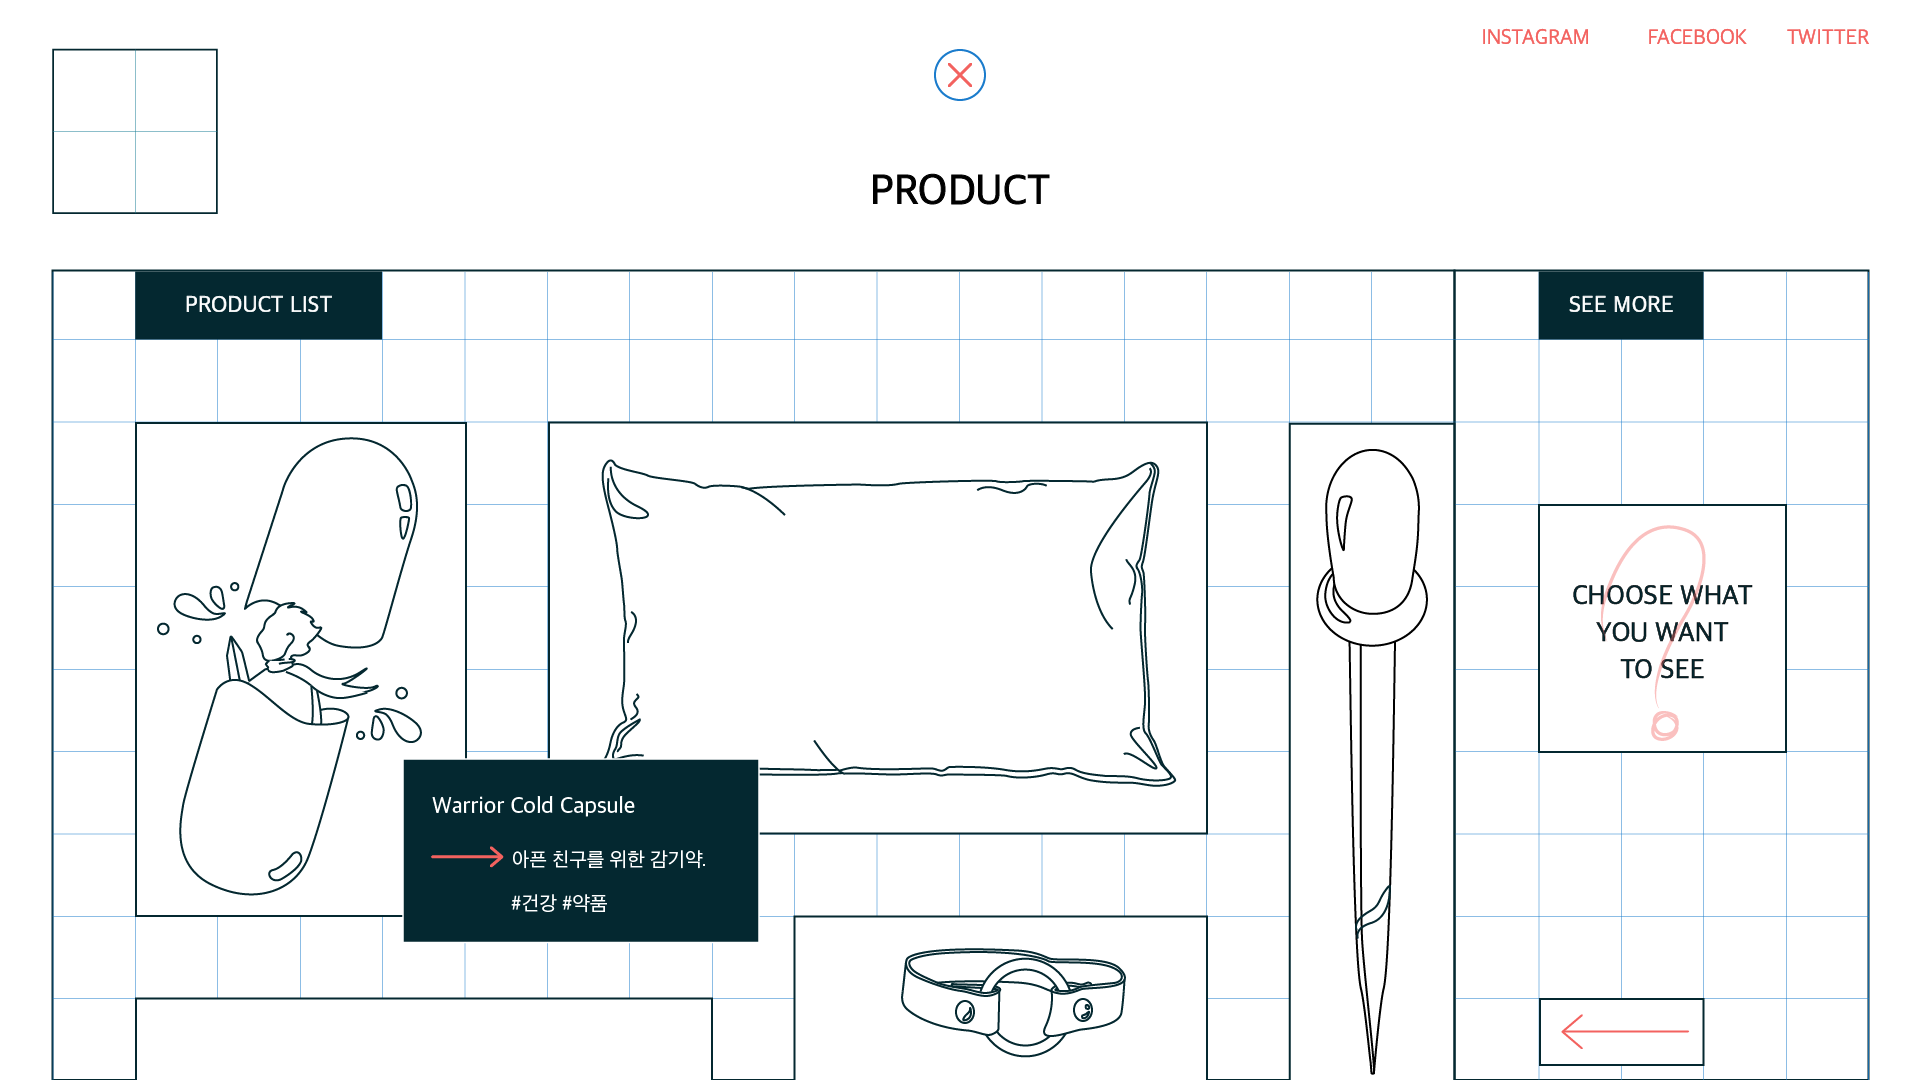 INSTAGRAM FACEBOOK TWITTER
PRODUCT
PRODUCT LIST
SEE MORE
CHOOSE WHAT
YOU WANT
TO SEE
Warrior Cold Capsule
아픈 친구를 위한 감기약.
#건강 #약품